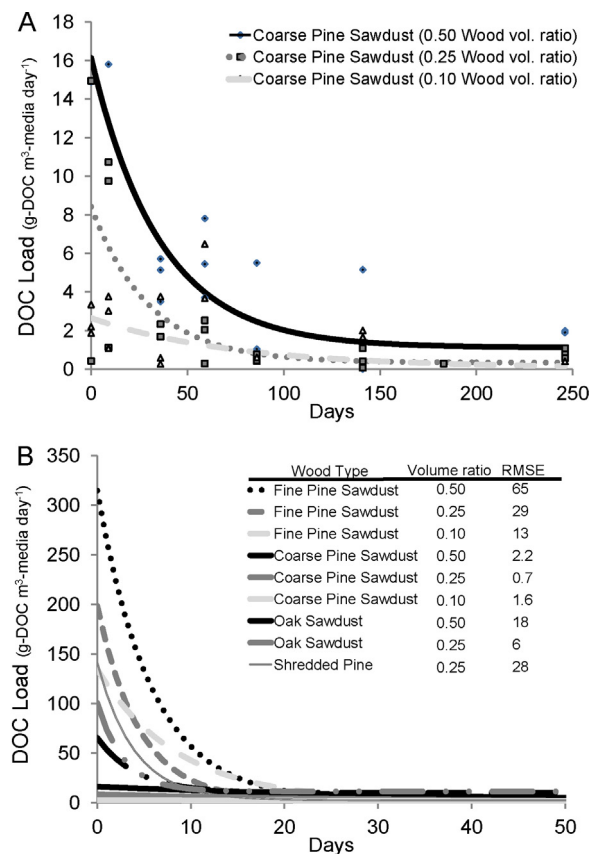 A
18
16
14
12
10
8
6
4
2
0
DOC Load (g-DOC m³-media day⁻¹)
Coarse Pine Sawdust (0.50 Wood vol. ratio)
Coarse Pine Sawdust (0.25 Wood vol. ratio)
Coarse Pine Sawdust (0.10 Wood vol. ratio)
0 50 100 150 200 250
Days
B
350
300
250
200
150
100
50
0
DOC Load (g-DOC m³-media day⁻¹)
Wood Type Volume ratio RMSE
Fine Pine Sawdust 0.50 65
Fine Pine Sawdust 0.25 29
Fine Pine Sawdust 0.10 13
Coarse Pine Sawdust 0.50 2.2
Coarse Pine Sawdust 0.25 0.7
Coarse Pine Sawdust 0.10 1.6
Oak Sawdust 0.50 18
Oak Sawdust 0.25 6
Shredded Pine 0.25 28
0 10 20 30 40 50
Days